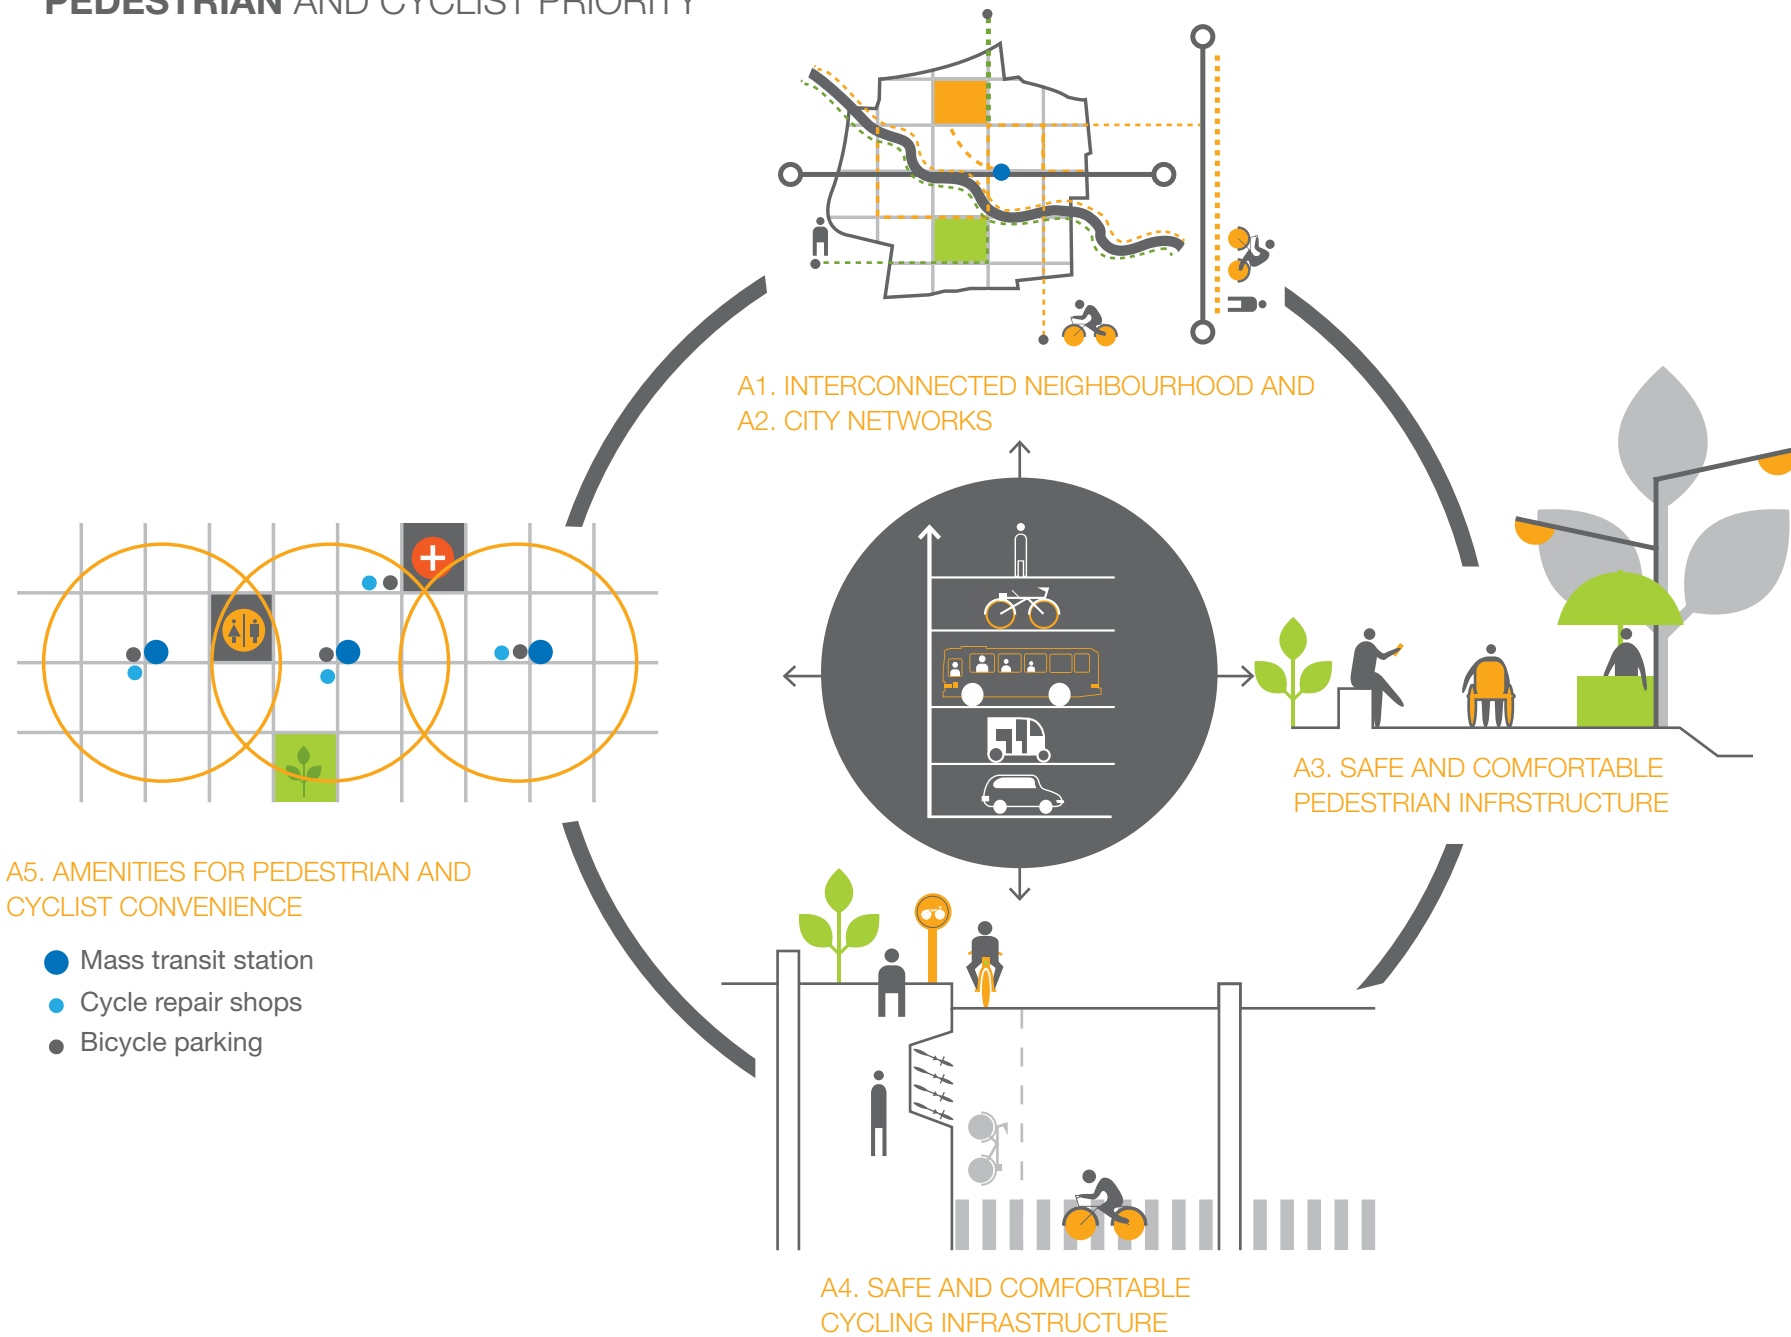 PEDESTRIAN AND CYCLIST PRIORITY
A1. INTERCONNECTED NEIGHBOURHOOD AND
A2. CITY NETWORKS
A3. SAFE AND COMFORTABLE
PEDESTRIAN INFRSTRUCTURE
A5. AMENITIES FOR PEDESTRIAN AND
CYCLIST CONVENIENCE
Mass transit station
Cycle repair shops
Bicycle parking
A4. SAFE AND COMFORTABLE
CYCLING INFRASTRUCTURE